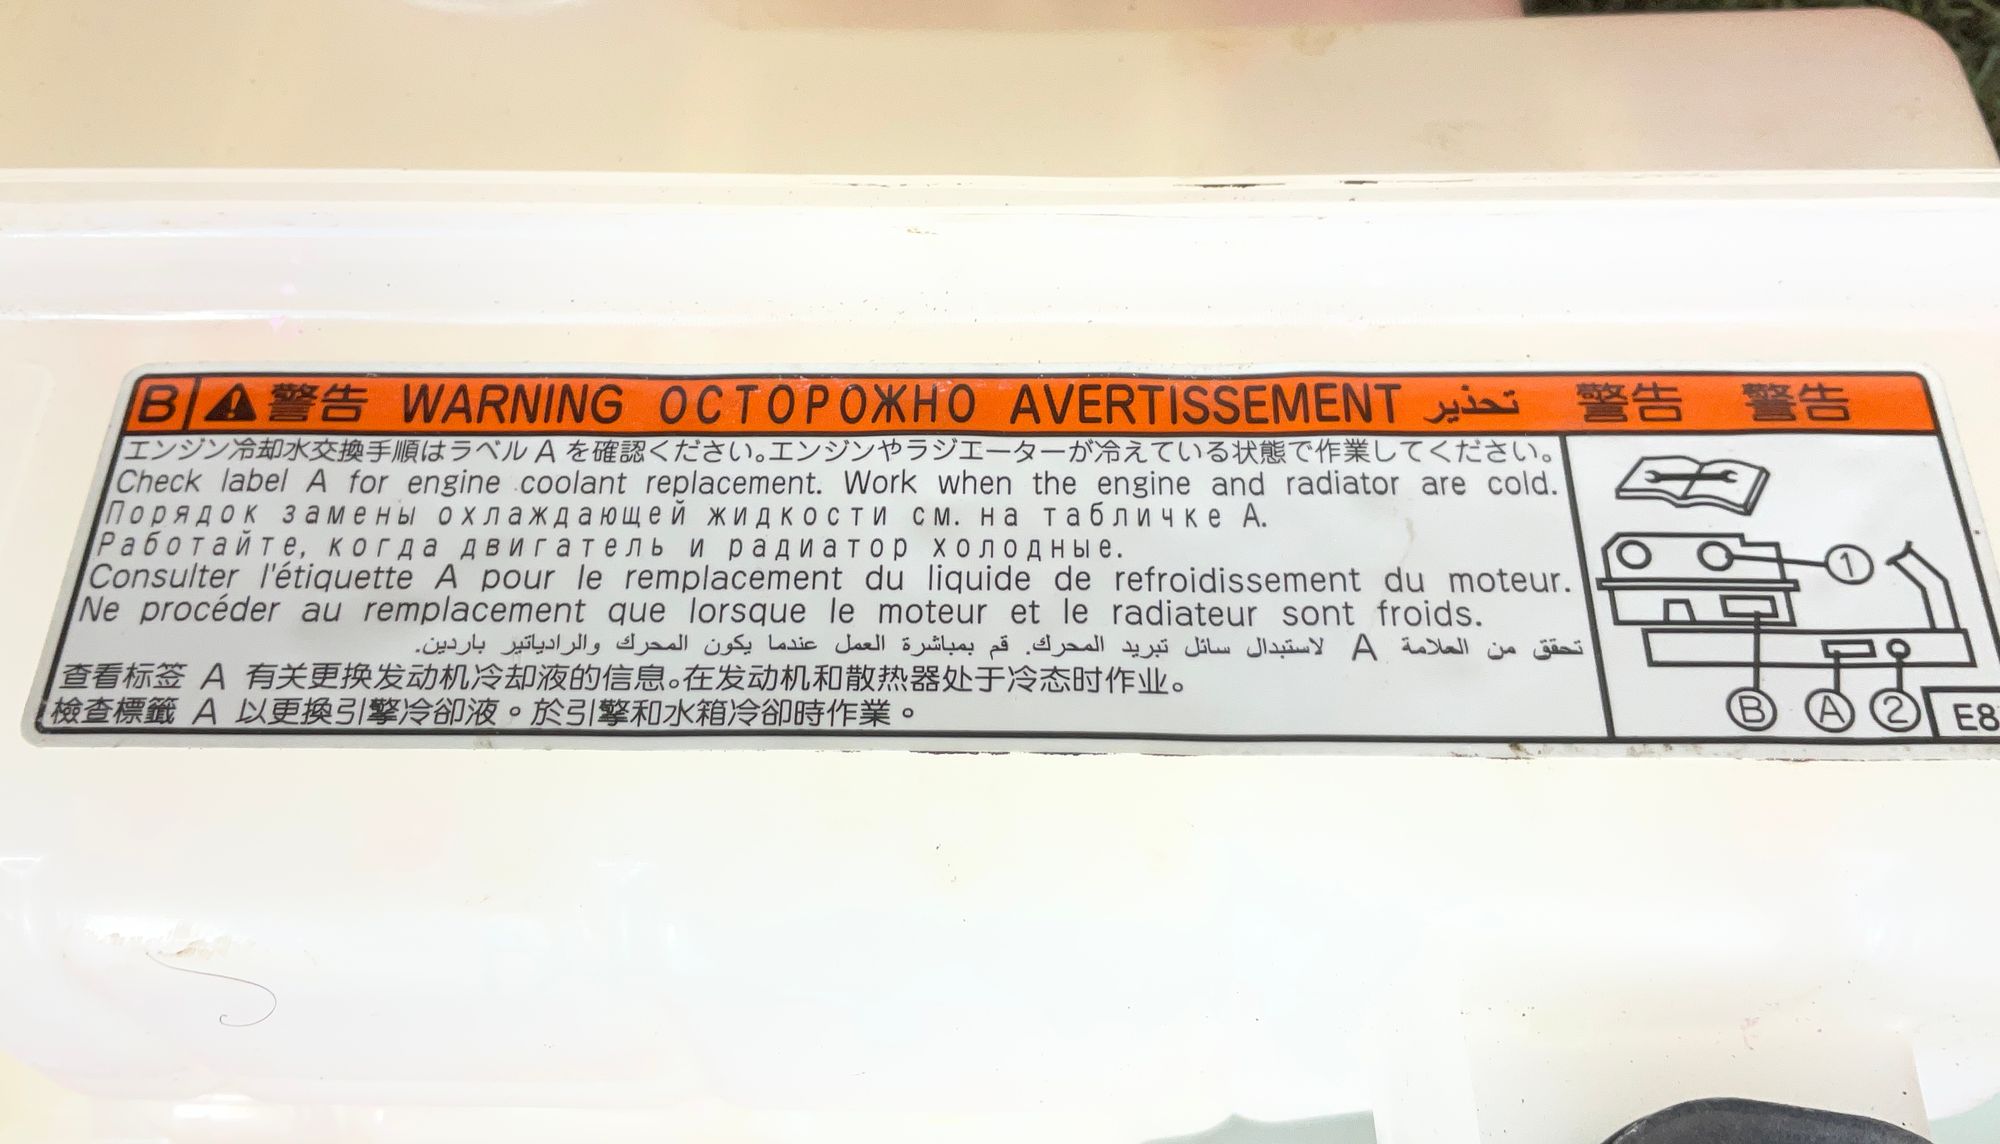 B ⚠ 警告 WARNING ОСТОРОЖНО AVERTISSEMENT تحذير 警告 警告
エンジン冷却水交換手順はラベル A を確認ください。エンジンやラジエーターが冷えている状態で作業してください。
Check label A for engine coolant replacement. Work when the engine and radiator are cold.
Порядок замены охлаждающей жидкости см. на табличке A.
Работайте, когда двигатель и радиатор холодные.
Consulter l'étiquette A pour le remplacement du liquide de refroidissement du moteur.
Ne procéder au remplacement que lorsque le moteur et le radiateur sont froids.
تحقق من العلامة A لاستبدال سائل تبريد المحرك. قم بمباشرة العمل عندما يكون المحرك والرادياتير باردين.
查看标签 A 有关更换发动机冷却液的信息。在发动机和散热器处于冷态时作业。
檢查標籤 A 以更換引擎冷卻液。於引擎和水箱冷卻時作業。
1
B A 2
E8